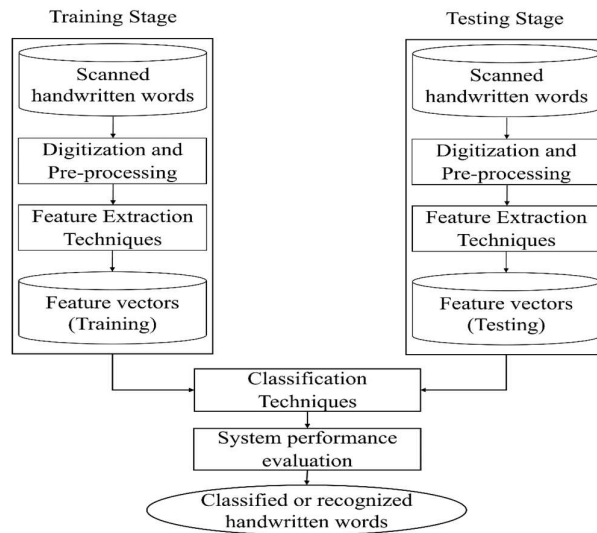 Training Stage
Scanned
handwritten words
Digitization and
Pre-processing
Feature Extraction
Techniques
Feature vectors
(Training)
Testing Stage
Scanned
handwritten words
Digitization and
Pre-processing
Feature Extraction
Techniques
Feature vectors
(Testing)
Classification
Techniques
System performance
evaluation
Classified or recognized
handwritten words